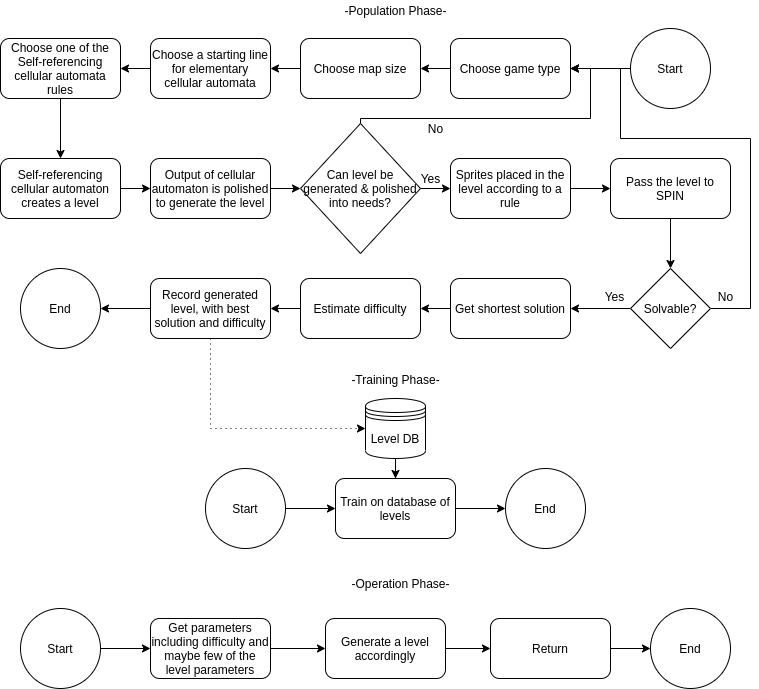 -Population Phase-
Choose one of the
Self-referencing
cellular automata
rules
Choose a starting line
for elementary
cellular automata
Choose map size
Choose game type
Start
No
Self-referencing
cellular automaton
creates a level
Output of cellular
automaton is polished
to generate the level
Can level be
generated & polished
into needs?
Yes
Sprites placed in the
level according to a
rule
Pass the level to
SPIN
End
Record generated
level, with best
solution and difficulty
Estimate difficulty
Get shortest solution
Yes
Solvable?
No
-Training Phase-
Level DB
Start
Train on database of
levels
End
-Operation Phase-
Start
Get parameters
including difficulty and
maybe few of the
level parameters
Generate a level
accordingly
Return
End